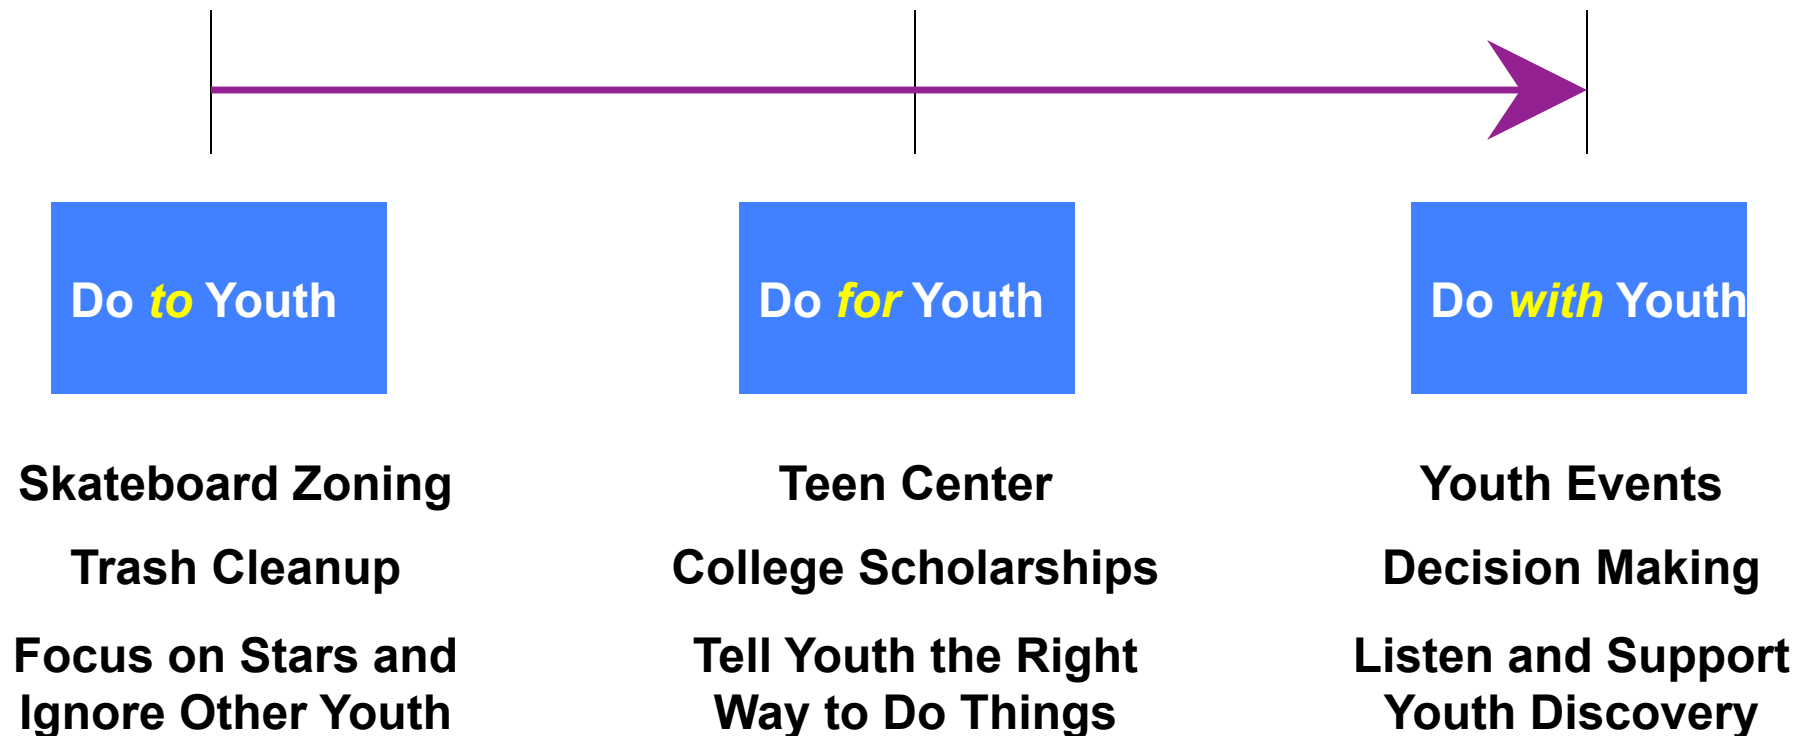 Do to Youth
Do for Youth
Do with Youth
Skateboard Zoning
Teen Center
Youth Events
Trash Cleanup
College Scholarships
Decision Making
Focus on Stars and
Ignore Other Youth
Tell Youth the Right
Way to Do Things
Listen and Support
Youth Discovery